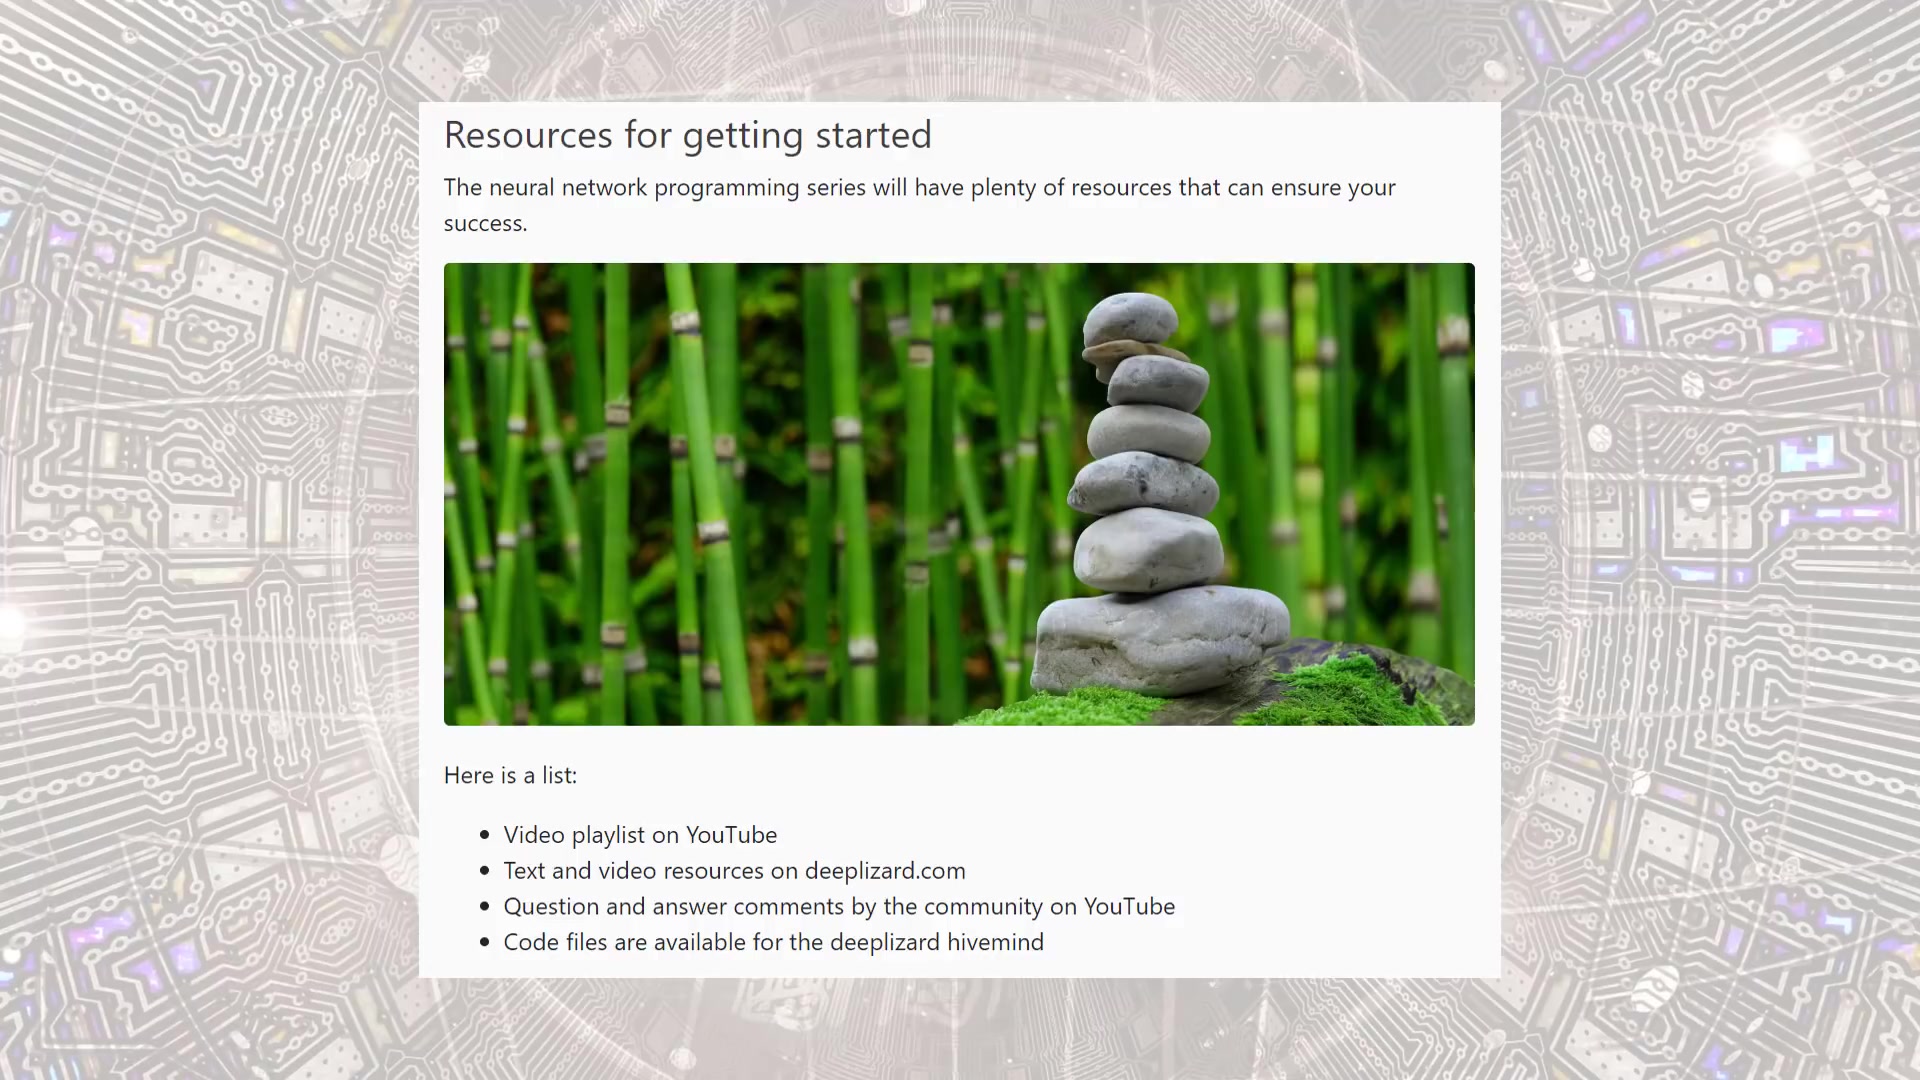 Resources for getting started
The neural network programming series will have plenty of resources that can ensure your
success.
Here is a list:
Video playlist on YouTube
Text and video resources on deeplizard.com
Question and answer comments by the community on YouTube
Code files are available for the deeplizard hivemind